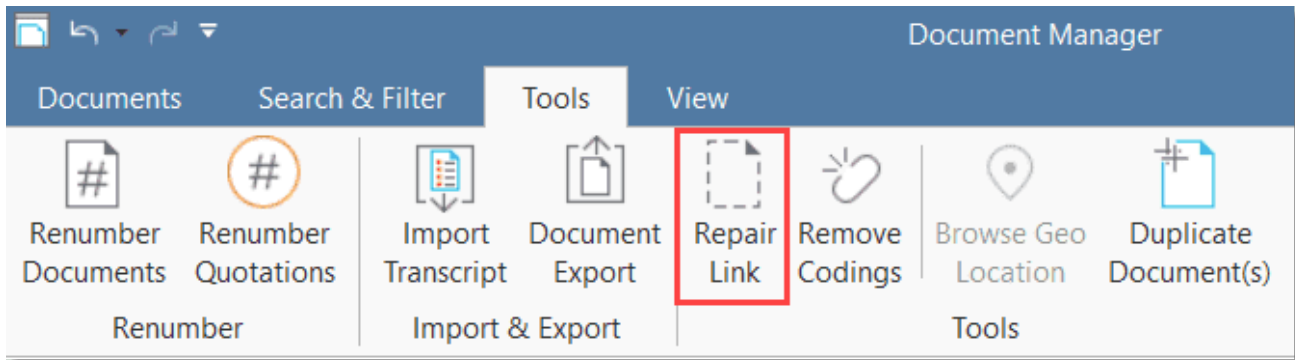 Document Manager
Documents Search & Filter Tools View
# # 
Renumber Renumber Import Document Repair Remove Browse Geo Duplicate
Documents Quotations Transcript Export Link Codings Location Document(s)
Renumber Import & Export Tools